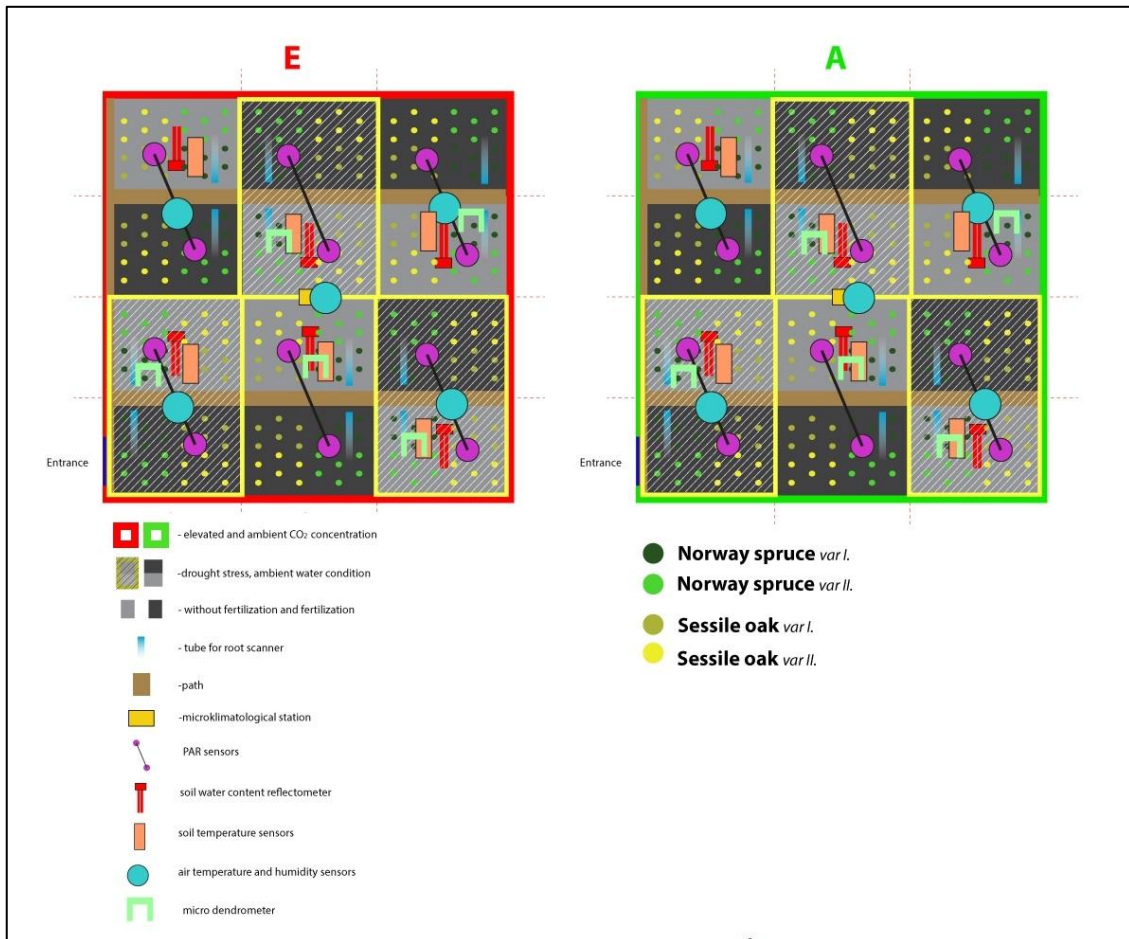 E
A
Entrance
Entrance
- elevated and ambient CO₂ concentration
-drought stress, ambient water condition
- without fertilization and fertilization
- tube for root scanner
-path
-microklimatological station
PAR sensors
soil water content reflectometer
soil temperature sensors
air temperature and humidity sensors
micro dendrometer
Norway spruce var I.
Norway spruce var II.
Sessile oak var I.
Sessile oak var II.